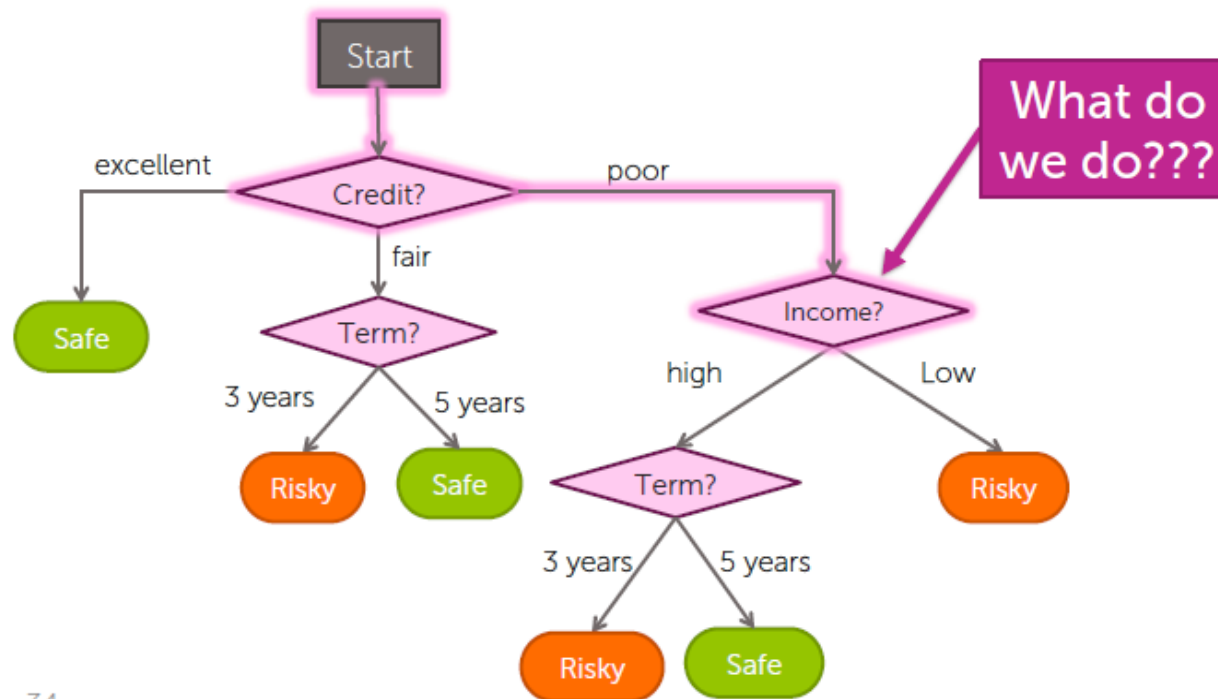 Start
What do
we do???
excellent
Credit?
poor
fair
Safe
Term?
Income?
3 years
5 years
high
Low
Risky
Safe
Term?
Risky
3 years
5 years
Risky
Safe
34